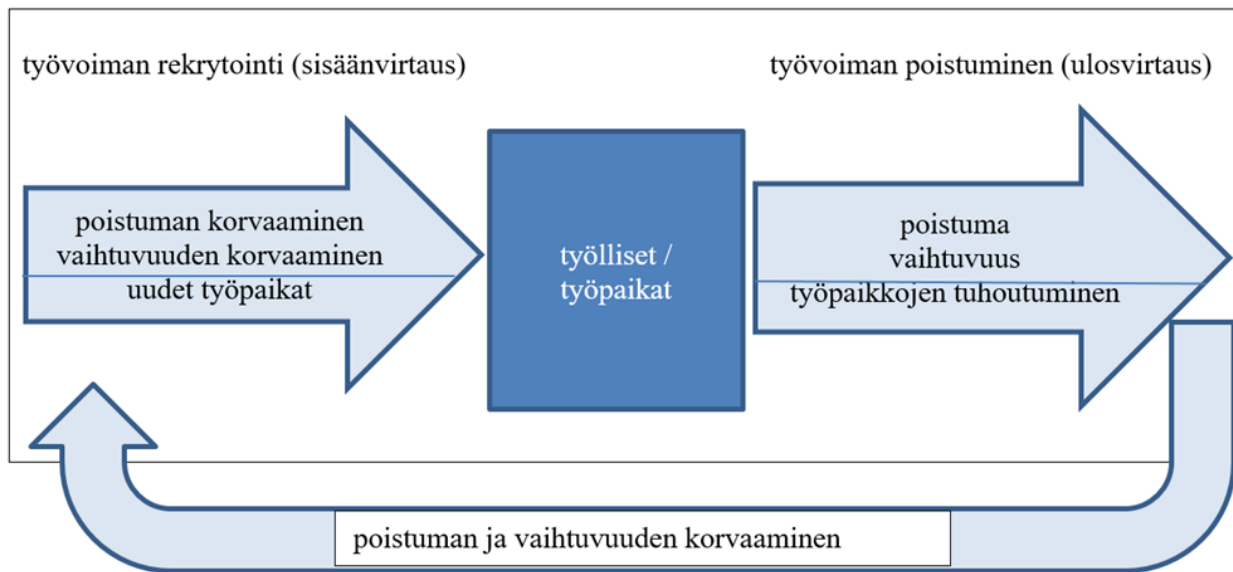 työvoiman rekrytointi (sisäänvirtaus)
työvoiman poistuminen (ulosvirtaus)
poistuman korvaaminen
vaihtuvuuden korvaaminen
uudet työpaikat
työlliset /
työpaikat
poistuma
vaihtuvuus
työpaikkojen tuhoutuminen
poistuman ja vaihtuvuuden korvaaminen